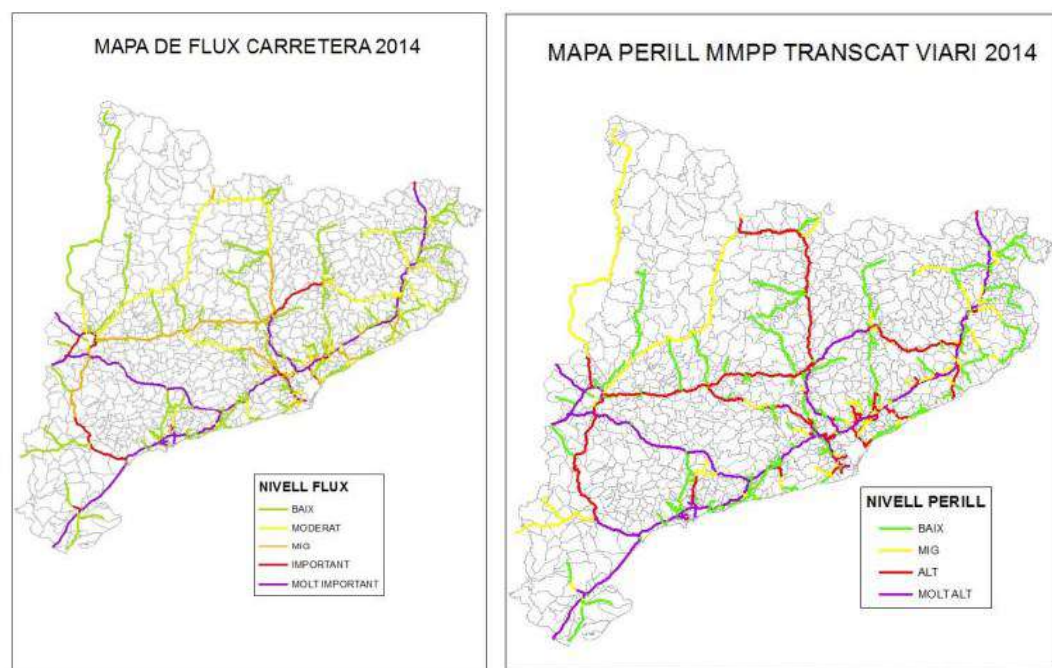 MAPA DE FLUX CARRETERA 2014
NIVELL FLUX
BAIX
MODERAT
MIG
IMPORTANT
MOLT IMPORTANT
MAPA PERILL MMPP TRANSCAT VIARI 2014
NIVELL PERILL
BAIX
MIG
ALT
MOLT ALT